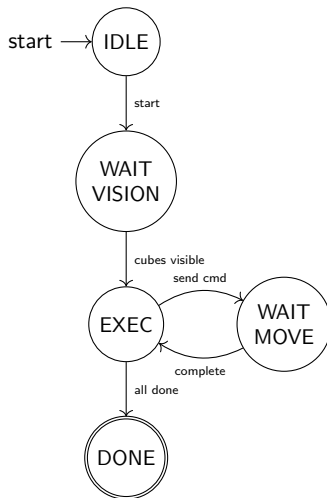 start
IDLE
start
WAIT
VISION
cubes visible
send cmd
EXEC
WAIT
MOVE
complete
all done
DONE